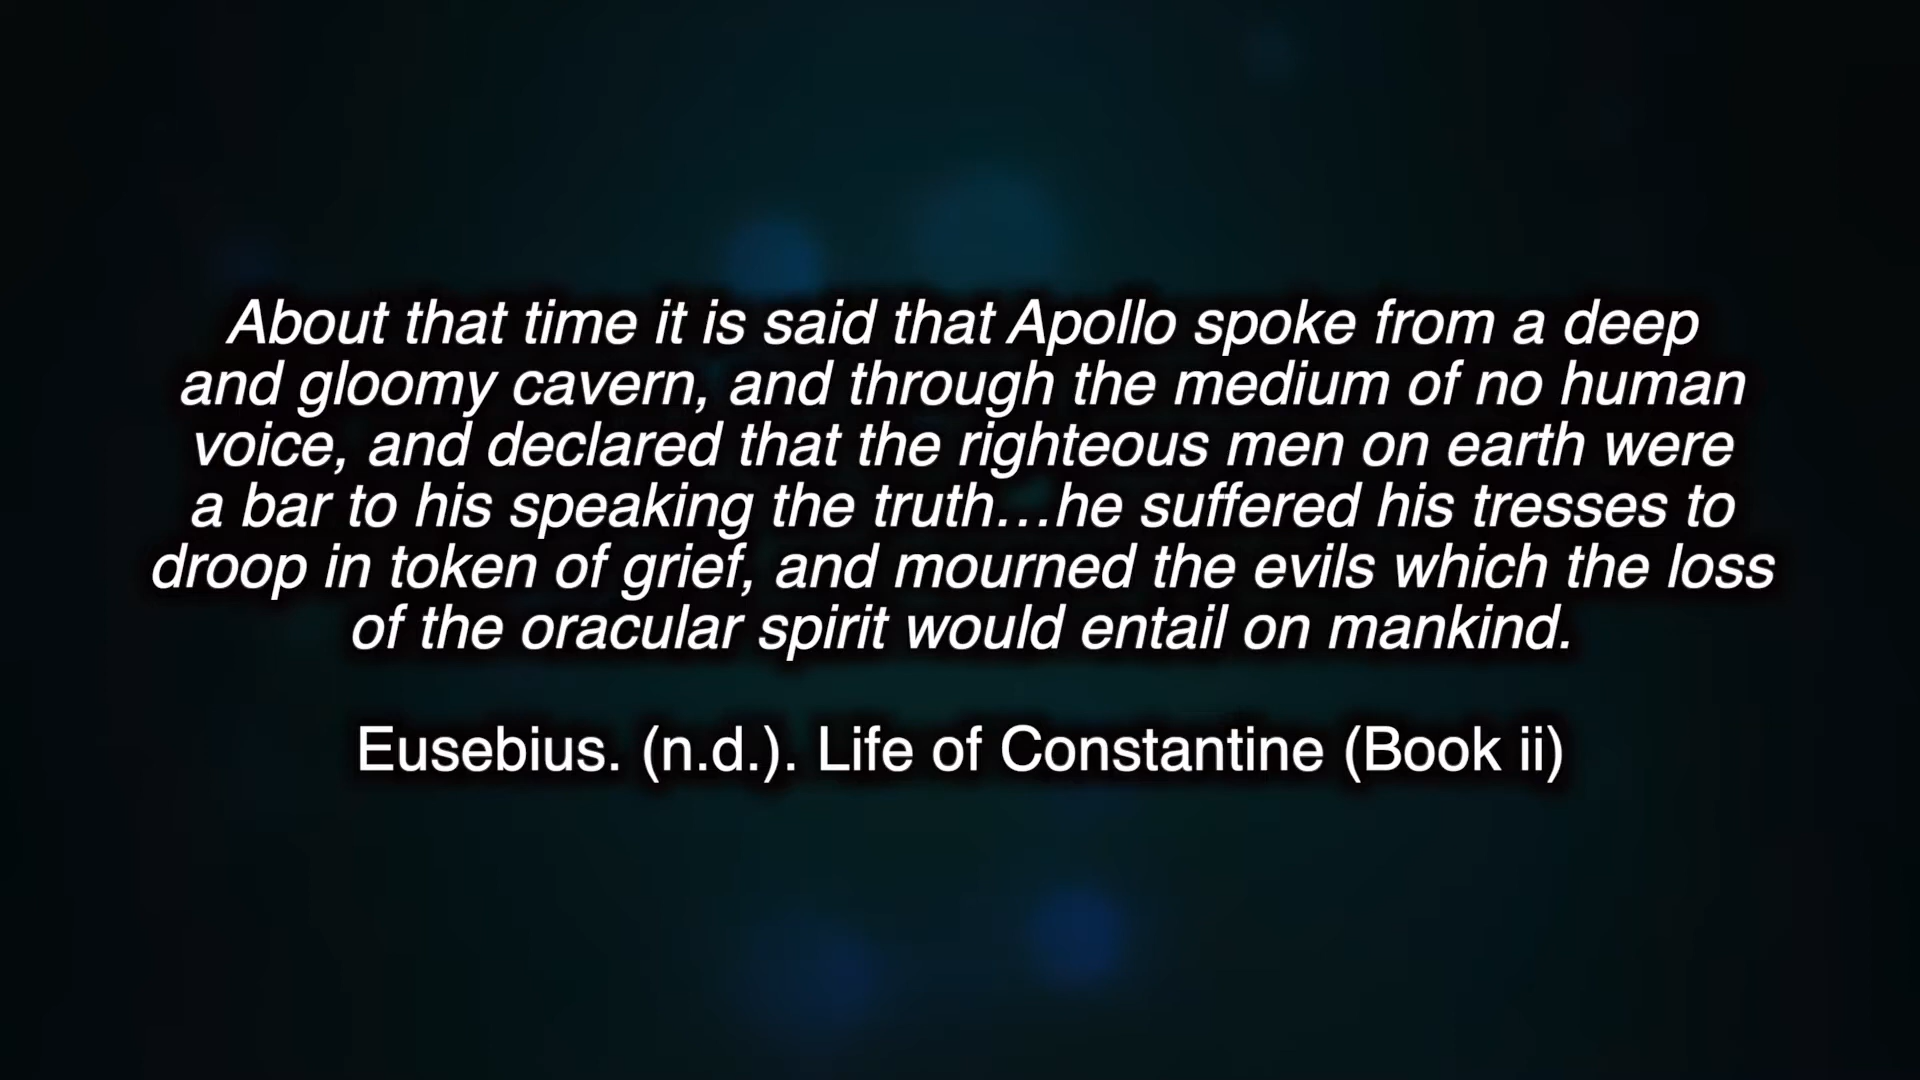 About that time it is said that Apollo spoke from a deep
and gloomy cavern, and through the medium of no human
voice, and declared that the righteous men on earth were
a bar to his speaking the truth…he suffered his tresses to
droop in token of grief, and mourned the evils which the loss
of the oracular spirit would entail on mankind.
Eusebius. (n.d.). Life of Constantine (Book ii)